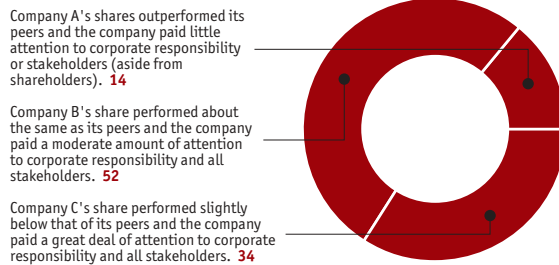 Company A's shares outperformed its
peers and the company paid little
attention to corporate responsibility
or stakeholders (aside from
shareholders). 14
Company B's share performed about
the same as its peers and the company
paid a moderate amount of attention
to corporate responsibility and all
stakeholders. 52
Company C's share performed slightly
below that of its peers and the company
paid a great deal of attention to corporate
responsibility and all stakeholders. 34